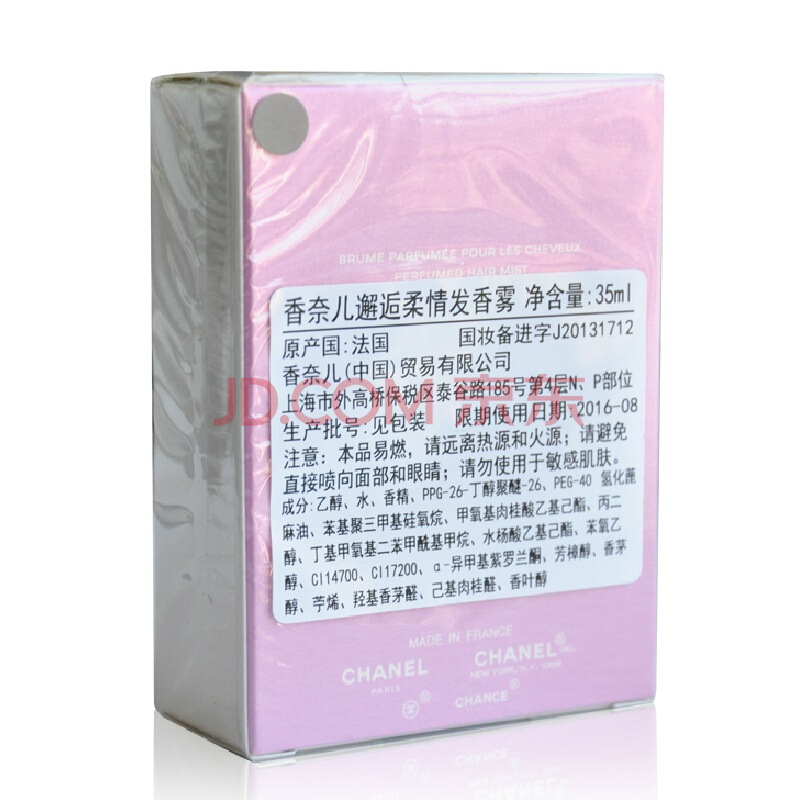 BRUME PARFUMÉE POUR LES CHEVEUX
PERFUMED HAIR MIST
香奈儿邂逅柔情发香雾 净含量:35ml
原产国:法国 国妆备进字J20131712
香奈儿(中国)贸易有限公司
上海市外高桥保税区泰谷路185号第4层N、P部位
生产批号:见包装 限期使用日期:2016-08
注意:本品易燃,请远离热源和火源;请避免
直接喷向面部和眼睛;请勿使用于敏感肌肤。
成分:乙醇、水、香精、PPG-26-丁醇聚醚-26、PEG-40 氢化蓖
麻油、苯基聚三甲基硅氧烷、甲氧基肉桂酸乙基己酯、丙二
醇、丁基甲氧基二苯甲酰基甲烷、水杨酸乙基己酯、苯氧乙
醇、CI14700、CI17200、α-异甲基紫罗兰酮、芳樟醇、香茅
醇、苧烯、羟基香茅醛、己基肉桂醛、香叶醇
JD.COM 京东
MADE IN FRANCE
CHANEL CHANEL®
PARIS NEW YORK, N.Y. 10019
® CHANCE®